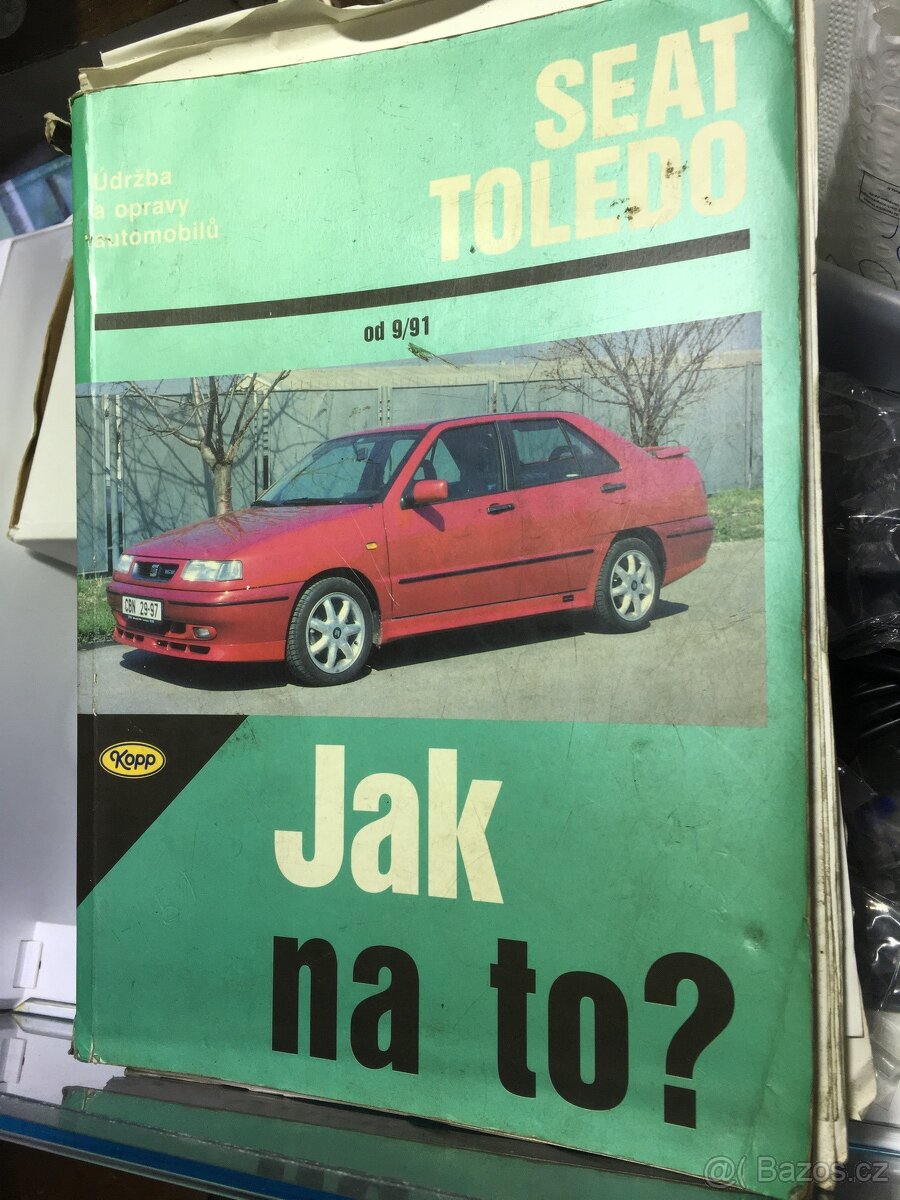 SEAT
TOLEDO
Údržba
a opravy
automobilů
od 9/91
CBN 29-97
Kopp
Jak
na to?
@( Bazos.cz